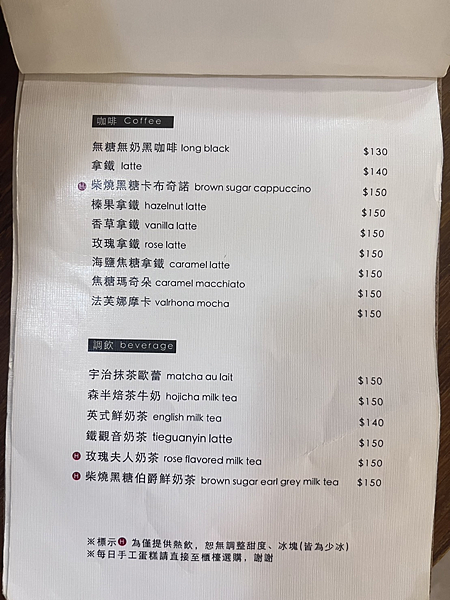 咖啡 Coffee
無糖無奶黑咖啡 long black $130
拿鐵 latte $140
H 柴燒黑糖卡布奇諾 brown sugar cappuccino $150
榛果拿鐵 hazelnut latte $150
香草拿鐵 vanilla latte $150
玫瑰拿鐵 rose latte $150
海鹽焦糖拿鐵 caramel latte $150
焦糖瑪奇朵 caramel macchiato $150
法芙娜摩卡 valrhona mocha $150
調飲 beverage
宇治抹茶歐蕾 matcha au lait $150
森半焙茶牛奶 hojicha milk tea $150
英式鮮奶茶 english milk tea $140
鐵觀音奶茶 tieguanyin latte $150
H 玫瑰夫人奶茶 rose flavored milk tea $150
H 柴燒黑糖伯爵鮮奶茶 brown sugar earl grey milk tea $150
※標示 H 為僅提供熱飲，恕無調整甜度、冰塊(皆為少冰)
※每日手工蛋糕請直接至櫃檯選購，謝謝